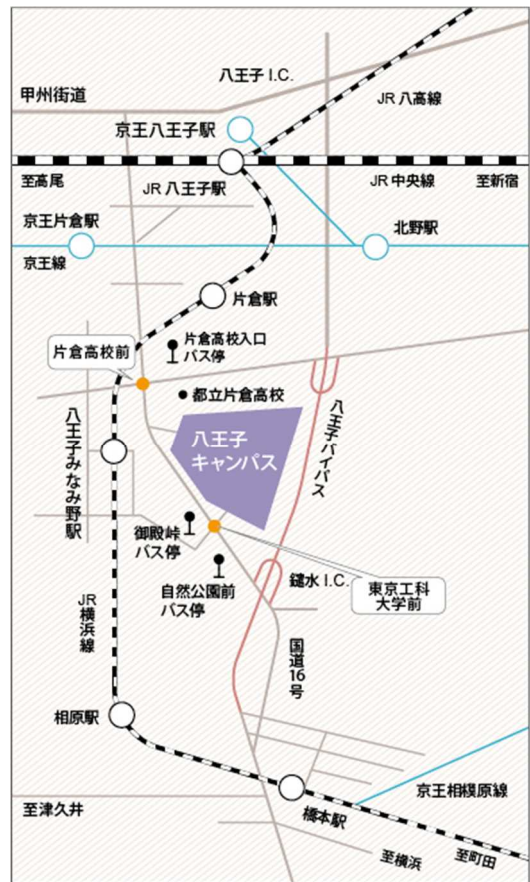 八王子 I.C.
甲州街道
JR 八高線
京王八王子駅
至高尾
JR 八王子駅
JR 中央線
至新宿
京王片倉駅
北野駅
京王線
片倉駅
片倉高校入口
バス停
片倉高校前
都立片倉高校
八王子バイパス
八王子
キャンパス
八王子みなみ野駅
御殿峠
バス停
自然公園前
バス停
鑓水 I.C.
東京工科
大学前
JR
横浜線
国道16号
相原駅
京王相模原線
至津久井
橋本駅
至横浜
至町田